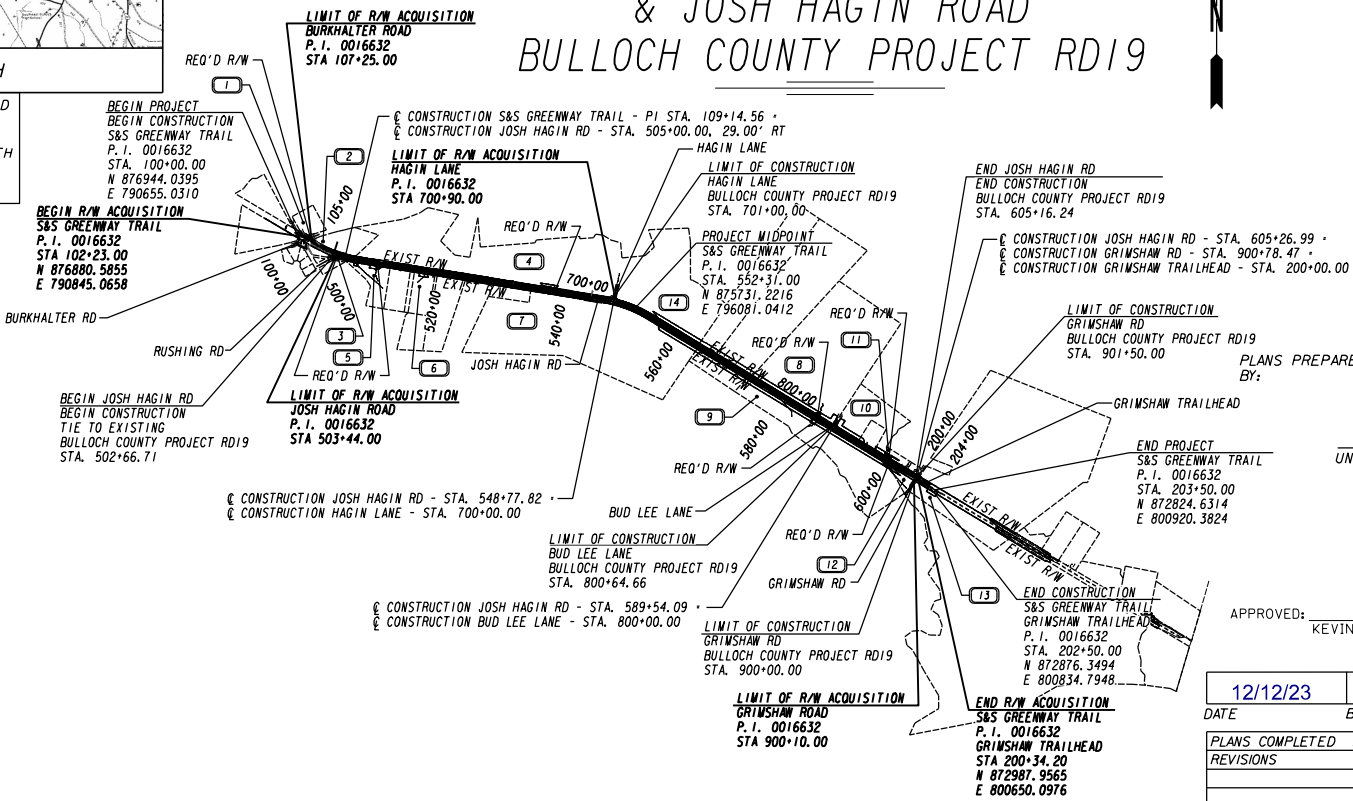 & JOSH HAGIN ROAD
BULLOCH COUNTY PROJECT RD19
N
LIMIT OF R/W ACQUISITION
BURKHALTER ROAD
P.I. 0016632
STA 107+25.00
REQ'D R/W
1
BEGIN PROJECT
BEGIN CONSTRUCTION
S&S GREENWAY TRAIL
P.I. 0016632
STA. 100+00.00
N 876944.0395
E 790655.0310
BEGIN R/W ACQUISITION
S&S GREENWAY TRAIL
P.I. 0016632
STA 102+23.00
N 876880.5855
E 790845.0658
BURKHALTER RD
RUSHING RD
BEGIN JOSH HAGIN RD
BEGIN CONSTRUCTION
TIE TO EXISTING
BULLOCH COUNTY PROJECT RD19
STA. 502+66.71
2
105+00
100+00
500+00
3
5
REQ'D R/W
LIMIT OF R/W ACQUISITION
JOSH HAGIN ROAD
P.I. 0016632
STA 503+44.00
℄ CONSTRUCTION S&S GREENWAY TRAIL - PI STA. 109+14.56 =
℄ CONSTRUCTION JOSH HAGIN RD - STA. 505+00.00, 29.00' RT
LIMIT OF R/W ACQUISITION
HAGIN LANE
P.I. 0016632
STA 700+90.00
HAGIN LANE
LIMIT OF CONSTRUCTION
HAGIN LANE
BULLOCH COUNTY PROJECT RD19
STA. 701+00.00
REQ'D R/W
EXIST R/W
EXIST R/W
4
700+00
520+00
7
540+00
6
JOSH HAGIN RD
PROJECT MIDPOINT
S&S GREENWAY TRAIL
P.I. 0016632
STA. 552+31.00
N 875731.2216
E 796081.0412
14
560+00
REQ'D R/W
REQ'D R/W
11
EXIST R/W
EXIST R/W
8
800+00
10
9
580+00
REQ'D R/W
600+00
200+00
204+00
END JOSH HAGIN RD
END CONSTRUCTION
BULLOCH COUNTY PROJECT RD19
STA. 605+16.24
℄ CONSTRUCTION JOSH HAGIN RD - STA. 605+26.99 =
℄ CONSTRUCTION GRIMSHAW RD - STA. 900+78.47 =
℄ CONSTRUCTION GRIMSHAW TRAILHEAD - STA. 200+00.00
LIMIT OF CONSTRUCTION
GRIMSHAW RD
BULLOCH COUNTY PROJECT RD19
STA. 901+50.00
GRIMSHAW TRAILHEAD
END PROJECT
S&S GREENWAY TRAIL
P.I. 0016632
STA. 203+50.00
N 872824.6314
E 800920.3824
EXIST R/W
EXIST R/W
℄ CONSTRUCTION JOSH HAGIN RD - STA. 548+77.82 =
℄ CONSTRUCTION HAGIN LANE - STA. 700+00.00
BUD LEE LANE
LIMIT OF CONSTRUCTION
BUD LEE LANE
BULLOCH COUNTY PROJECT RD19
STA. 800+64.66
℄ CONSTRUCTION JOSH HAGIN RD - STA. 589+54.09 =
℄ CONSTRUCTION BUD LEE LANE - STA. 800+00.00
REQ'D R/W
12
GRIMSHAW RD
LIMIT OF CONSTRUCTION
GRIMSHAW RD
BULLOCH COUNTY PROJECT RD19
STA. 900+00.00
LIMIT OF R/W ACQUISITION
GRIMSHAW ROAD
P.I. 0016632
STA 900+10.00
13
END CONSTRUCTION
S&S GREENWAY TRAIL
GRIMSHAW TRAILHEAD
P.I. 0016632
STA. 202+50.00
N 872876.3494
E 800834.7948
END R/W ACQUISITION
S&S GREENWAY TRAIL
P.I. 0016632
GRIMSHAW TRAILHEAD
STA 200+34.20
N 872987.9565
E 800650.0976
PLANS PREPARE
BY:
UN
APPROVED:
KEVIN
12/12/23
DATE
PLANS COMPLETED
REVISIONS